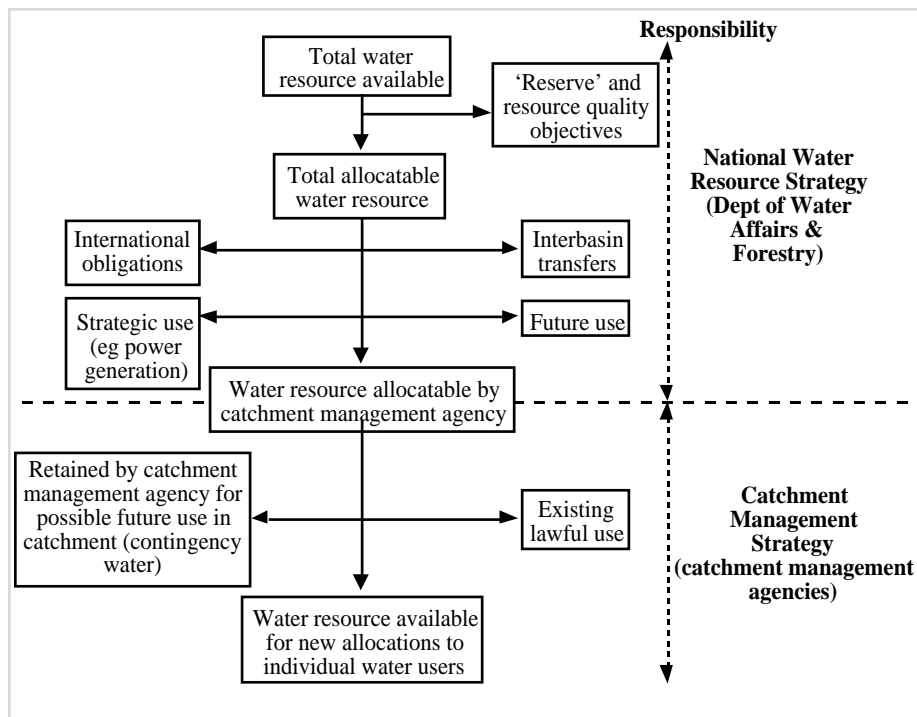 Responsibility
Total water
resource available
‘Reserve’ and
resource quality
objectives
Total allocatable
water resource
National Water
Resource Strategy
(Dept of Water
Affairs &
Forestry)
International
obligations
Interbasin
transfers
Strategic use
(eg power
generation)
Future use
Water resource allocatable by
catchment management agency
Retained by catchment
management agency for
possible future use in
catchment (contingency
water)
Existing
lawful use
Catchment
Management
Strategy
(catchment management
agencies)
Water resource available
for new allocations to
individual water users